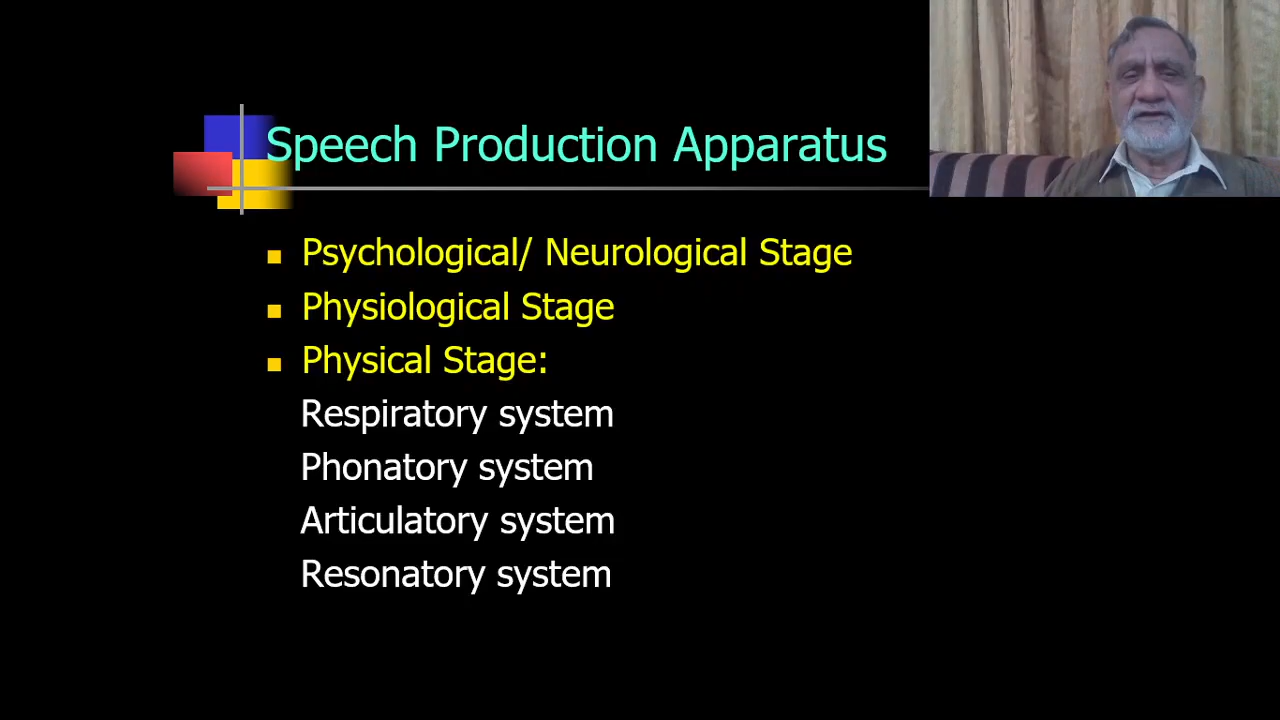 Speech Production Apparatus
Psychological/ Neurological Stage
Physiological Stage
Physical Stage:
Respiratory system
Phonatory system
Articulatory system
Resonatory system